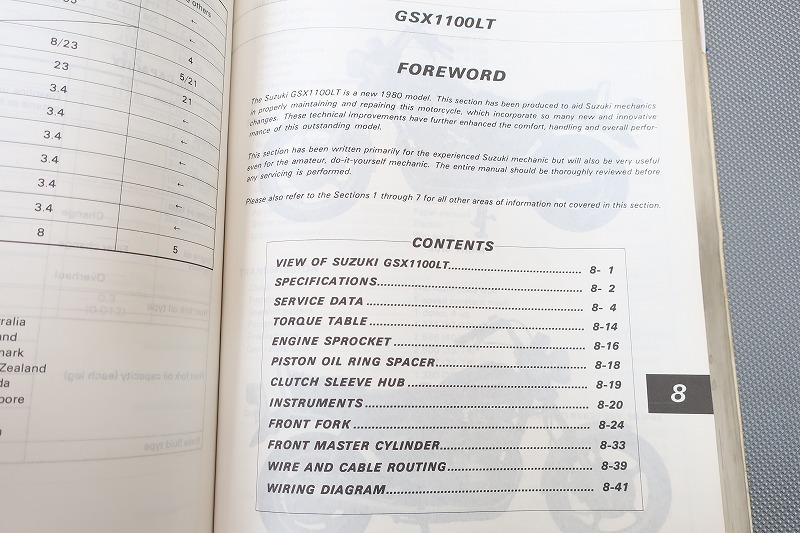 others
←
8/23
4
23
5/21
3.4
21
3.4
←
3.4
←
3.4
←
3.4
←
3.4
←
8
5
Zealand
GSX1100LT
FOREWORD
The Suzuki GSX1100LT is a new 1980 model. This section has been produced to aid Suzuki mechanics
in properly maintaining and repairing this motorcycle, which incorporate so many new and innovative
changes. These technical improvements have further enhanced the comfort, handling and overall perfor-
mance of this outstanding model.
This section has been written primarily for the experienced Suzuki mechanic but will also be very useful
even for the amateur, do-it-yourself mechanic. The entire manual should be thoroughly reviewed before
any servicing is performed.
Please also refer to the Sections 1 through 7 for all other areas of information not covered in this section.
CONTENTS
VIEW OF SUZUKI GSX1100LT........ 8- 1
SPECIFICATIONS........ 8- 2
SERVICE DATA ........ 8- 4
TORQUE TABLE ........ 8-14
ENGINE SPROCKET ........ 8-16
PISTON OIL RING SPACER........ 8-18
CLUTCH SLEEVE HUB ........ 8-19
INSTRUMENTS ........ 8-20
FRONT FORK ........ 8-24
FRONT MASTER CYLINDER........ 8-33
WIRE AND CABLE ROUTING........ 8-39
WIRING DIAGRAM........ 8-41
8